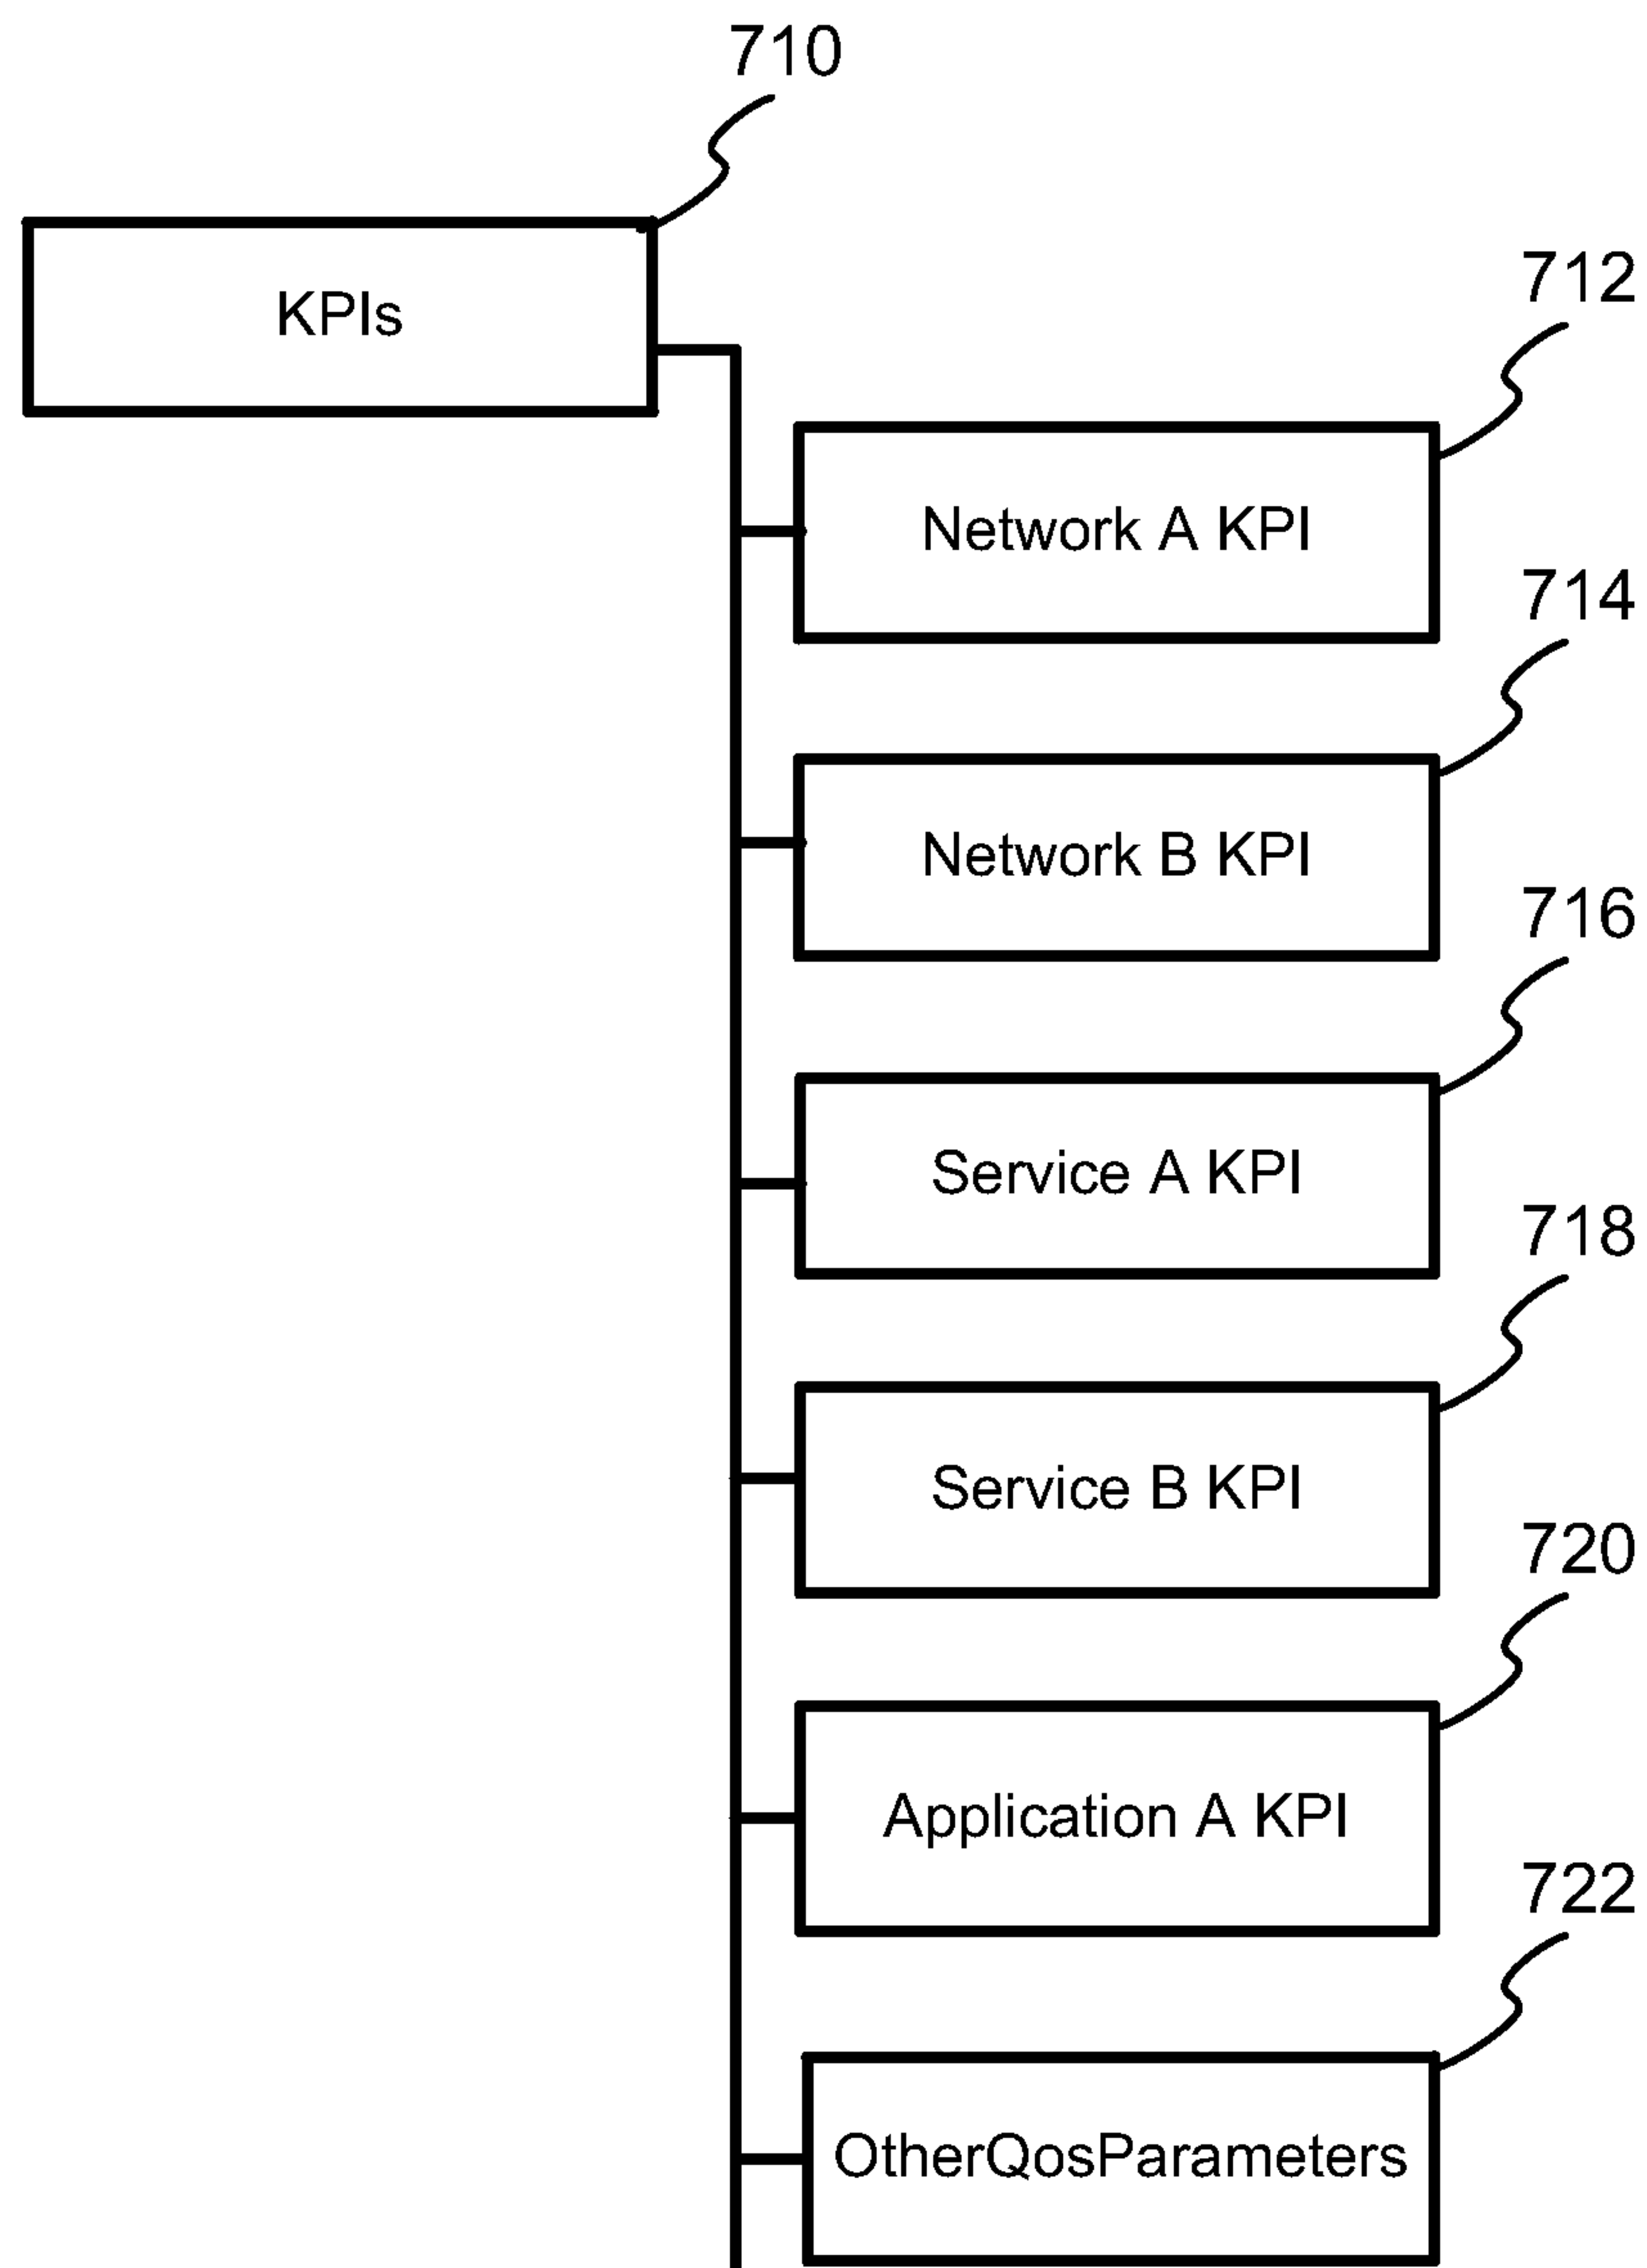 710
KPIs
712
Network A KPI
714
Network B KPI
716
Service A KPI
718
Service B KPI
720
Application A KPI
722
OtherQosParameters